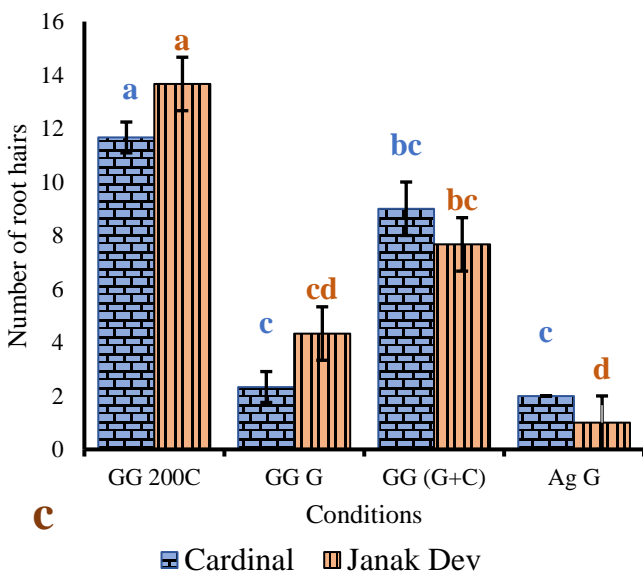 Number of root hairs
16
14
12
10
8
6
4
2
0
a
a
c
cd
bc
bc
c
d
GG 200C GG G GG (G+C) Ag G
c
Conditions
Cardinal Janak Dev